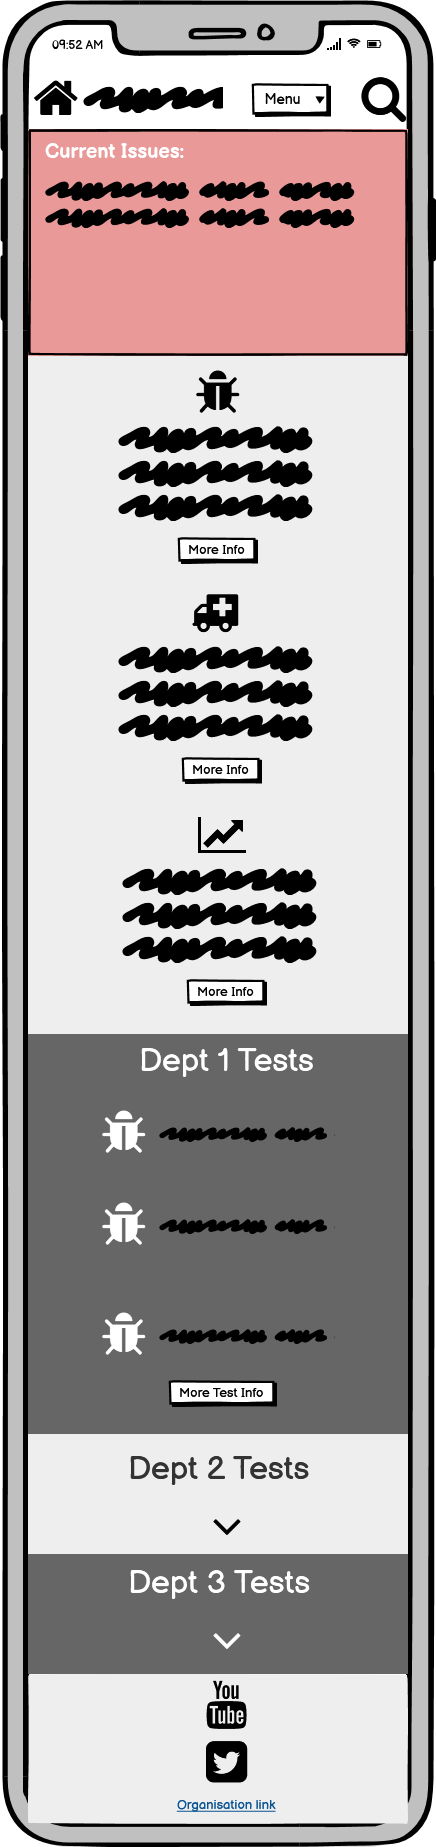 09:52 AM
Menu
Current Issues:
More Info
More Info
More Info
Dept 1 Tests
More Test Info
Dept 2 Tests
Dept 3 Tests
You
Tube
Organisation link